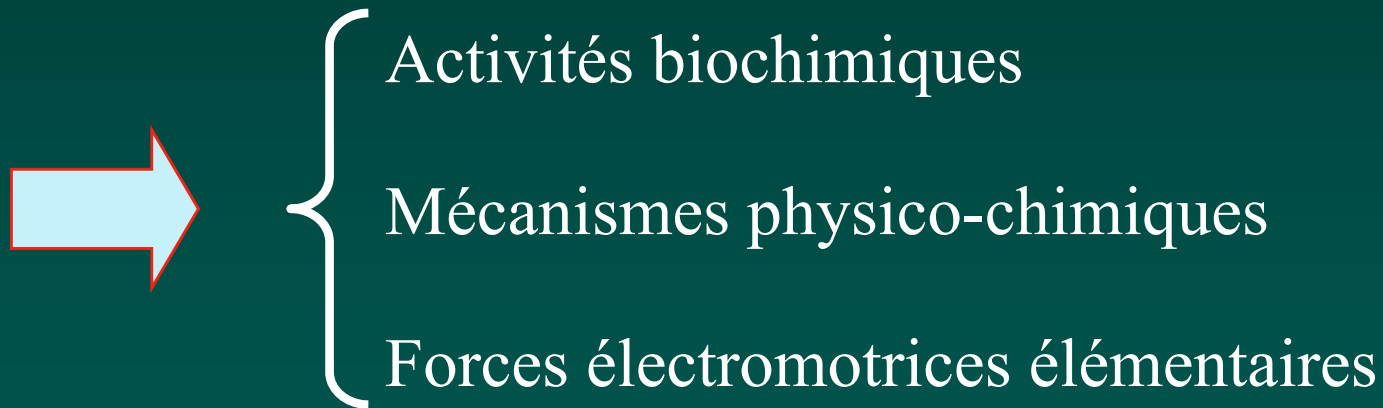 Activités biochimiques
Mécanismes physico-chimiques
Forces électromotrices élémentaires